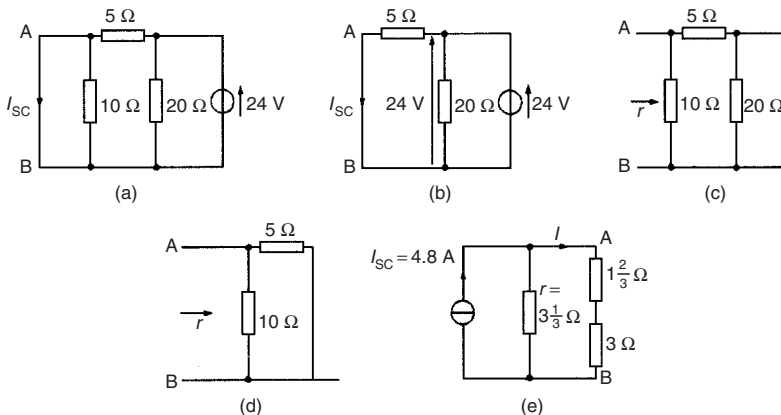 A
5 Ω
I_SC
10 Ω
20 Ω
24 V
B
(a)
A
5 Ω
I_SC
24 V
20 Ω
24 V
B
(b)
A
5 Ω
r
10 Ω
20 Ω
B
(c)
A
5 Ω
r
10 Ω
B
(d)
I_SC = 4.8 A
I
A
r =
3 1/3 Ω
1 2/3 Ω
3 Ω
B
(e)